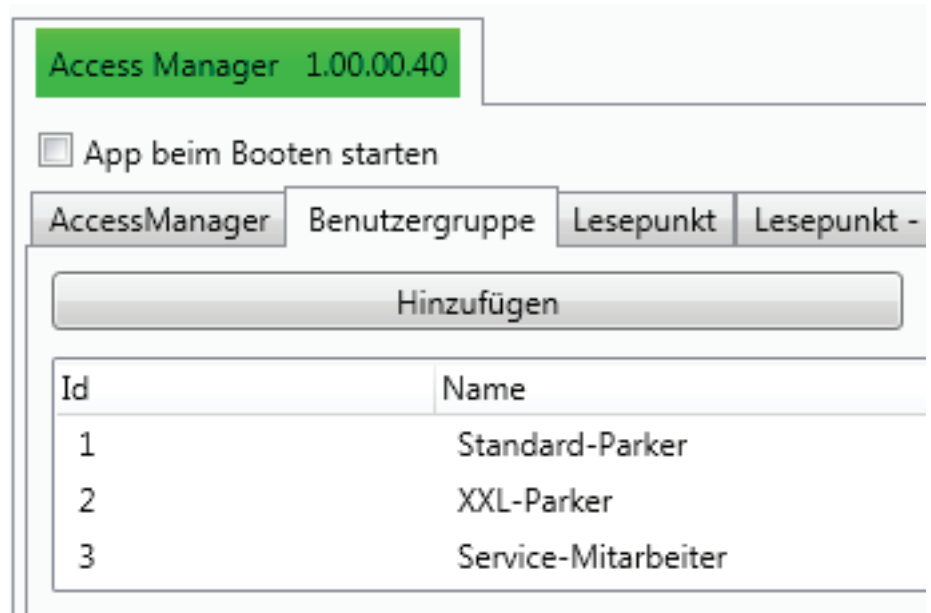 Access Manager 1.00.00.40
App beim Booten starten
AccessManager Benutzergruppe Lesepunkt Lesepunkt -
Hinzufügen
Id Name
1 Standard-Parker
2 XXL-Parker
3 Service-Mitarbeiter